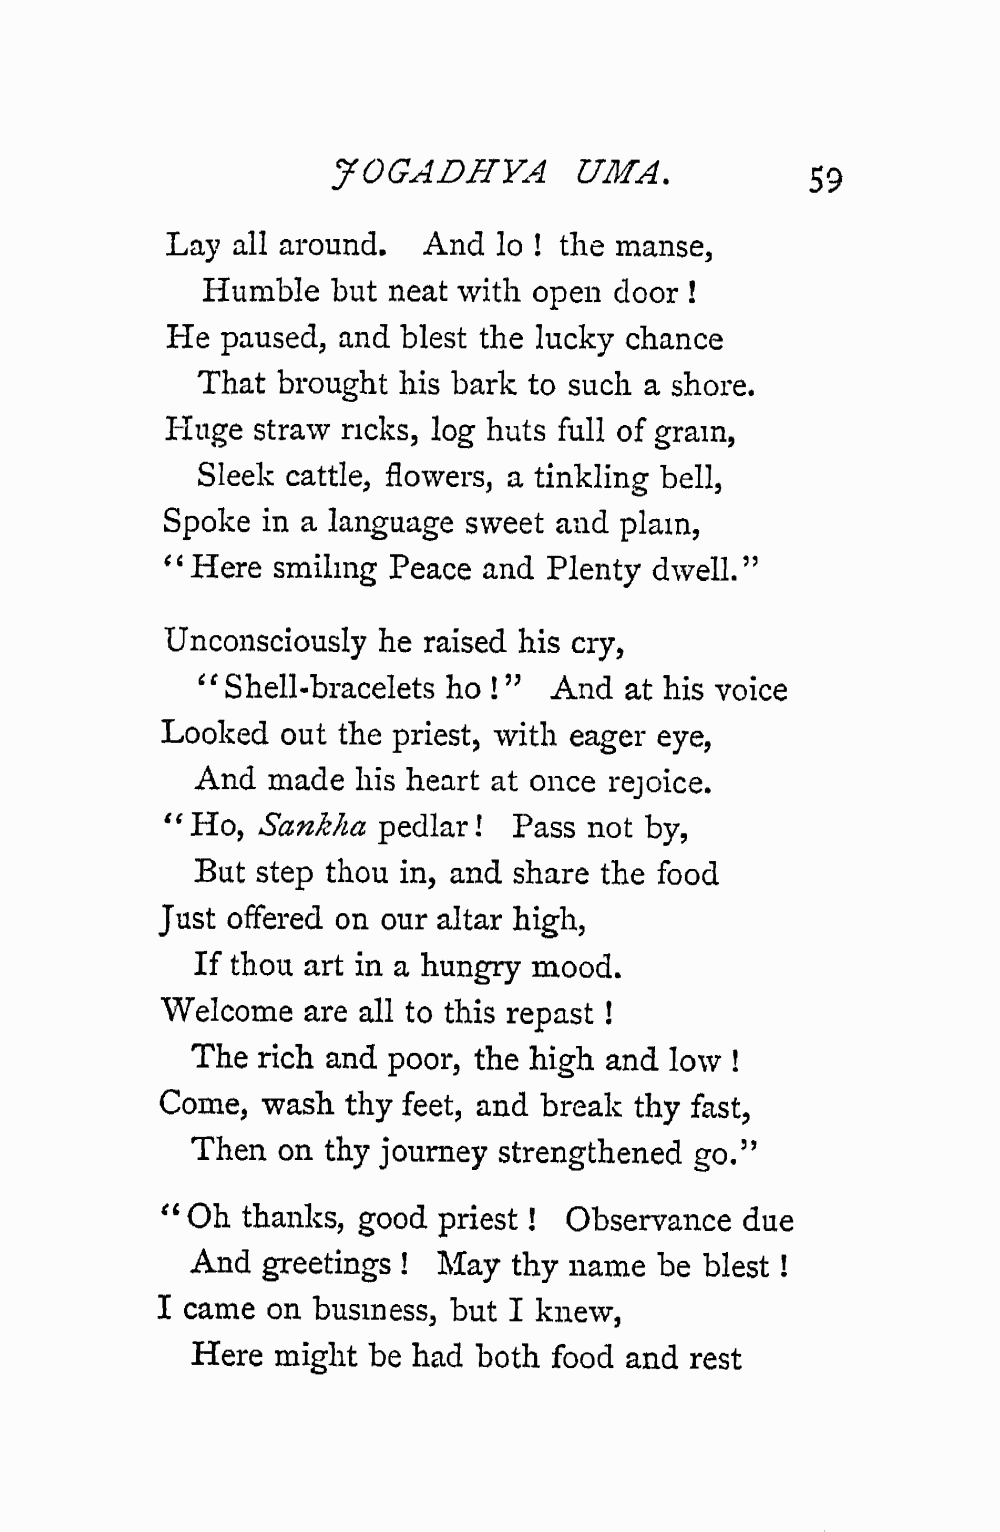 JOGADHYA UMA. 59
Lay all around. And lo ! the manse,
Humble but neat with open door !
He paused, and blest the lucky chance
That brought his bark to such a shore.
Huge straw ricks, log huts full of grain,
Sleek cattle, flowers, a tinkling bell,
Spoke in a language sweet and plain,
“Here smiling Peace and Plenty dwell.”
Unconsciously he raised his cry,
“Shell-bracelets ho !” And at his voice
Looked out the priest, with eager eye,
And made his heart at once rejoice.
“Ho, Sankha pedlar ! Pass not by,
But step thou in, and share the food
Just offered on our altar high,
If thou art in a hungry mood.
Welcome are all to this repast !
The rich and poor, the high and low !
Come, wash thy feet, and break thy fast,
Then on thy journey strengthened go.”
“Oh thanks, good priest ! Observance due
And greetings ! May thy name be blest !
I came on business, but I knew,
Here might be had both food and rest